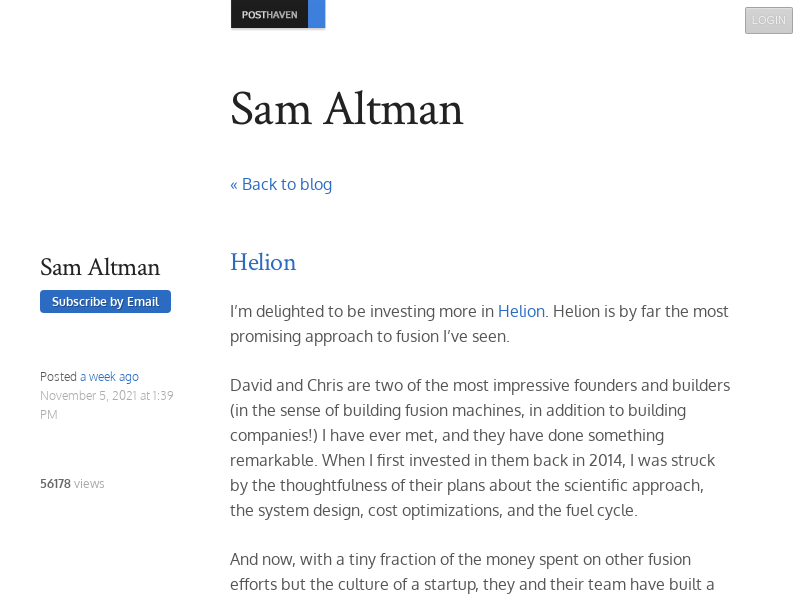 POSTHAVEN
LOGIN
Sam Altman
« Back to blog
Sam Altman
Subscribe by Email
Posted a week ago
November 5, 2021 at 1:39
PM
56178 views
Helion
I’m delighted to be investing more in Helion. Helion is by far the most
promising approach to fusion I’ve seen.
David and Chris are two of the most impressive founders and builders
(in the sense of building fusion machines, in addition to building
companies!) I have ever met, and they have done something
remarkable. When I first invested in them back in 2014, I was struck
by the thoughtfulness of their plans about the scientific approach,
the system design, cost optimizations, and the fuel cycle.
And now, with a tiny fraction of the money spent on other fusion
efforts but the culture of a startup, they and their team have built a